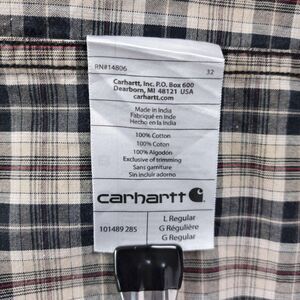 RN#14806 32
Carhartt, Inc. P.O. Box 600
Dearborn, MI 48121 USA
carhartt.com
Made in India
Fabriqué en Inde
Hecho en la India
100% Cotton
100% Coton
100% Algodón
Exclusive of trimming
Sans garniture
Sin incluir adorno
carhartt
101489 285
L Regular
G Régulière
G Regular